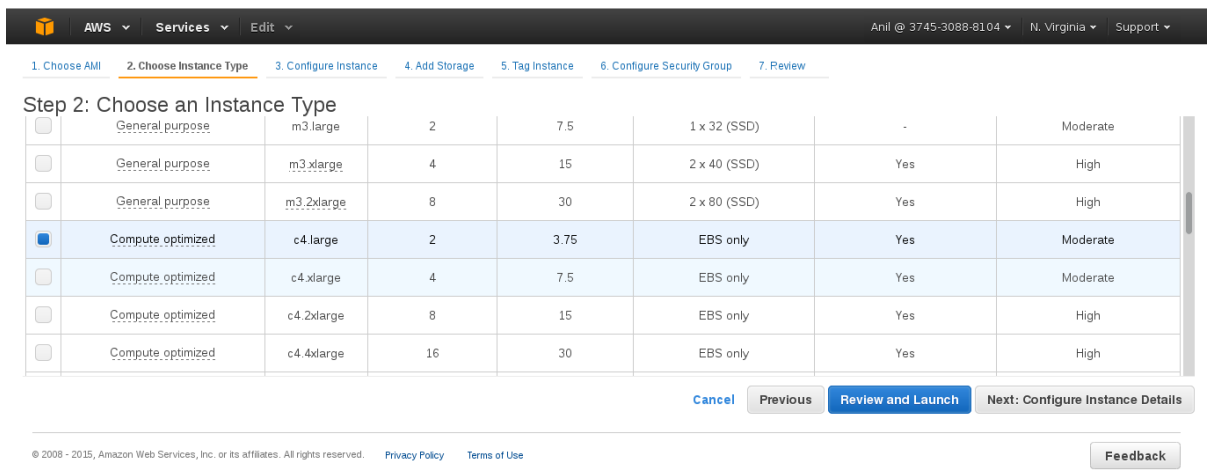 AWS Services Edit Anil @ 3745-3088-8104 N. Virginia Support
1. Choose AMI 2. Choose Instance Type 3. Configure Instance 4. Add Storage 5. Tag Instance 6. Configure Security Group 7. Review
Step 2: Choose an Instance Type
General purpose m3.large 2 7.5 1 x 32 (SSD) - Moderate
General purpose m3.xlarge 4 15 2 x 40 (SSD) Yes High
General purpose m3.2xlarge 8 30 2 x 80 (SSD) Yes High
Compute optimized c4.large 2 3.75 EBS only Yes Moderate
Compute optimized c4.xlarge 4 7.5 EBS only Yes Moderate
Compute optimized c4.2xlarge 8 15 EBS only Yes High
Compute optimized c4.4xlarge 16 30 EBS only Yes High
Cancel Previous Review and Launch Next: Configure Instance Details
© 2008 - 2015, Amazon Web Services, Inc. or its affiliates. All rights reserved. Privacy Policy Terms of Use Feedback